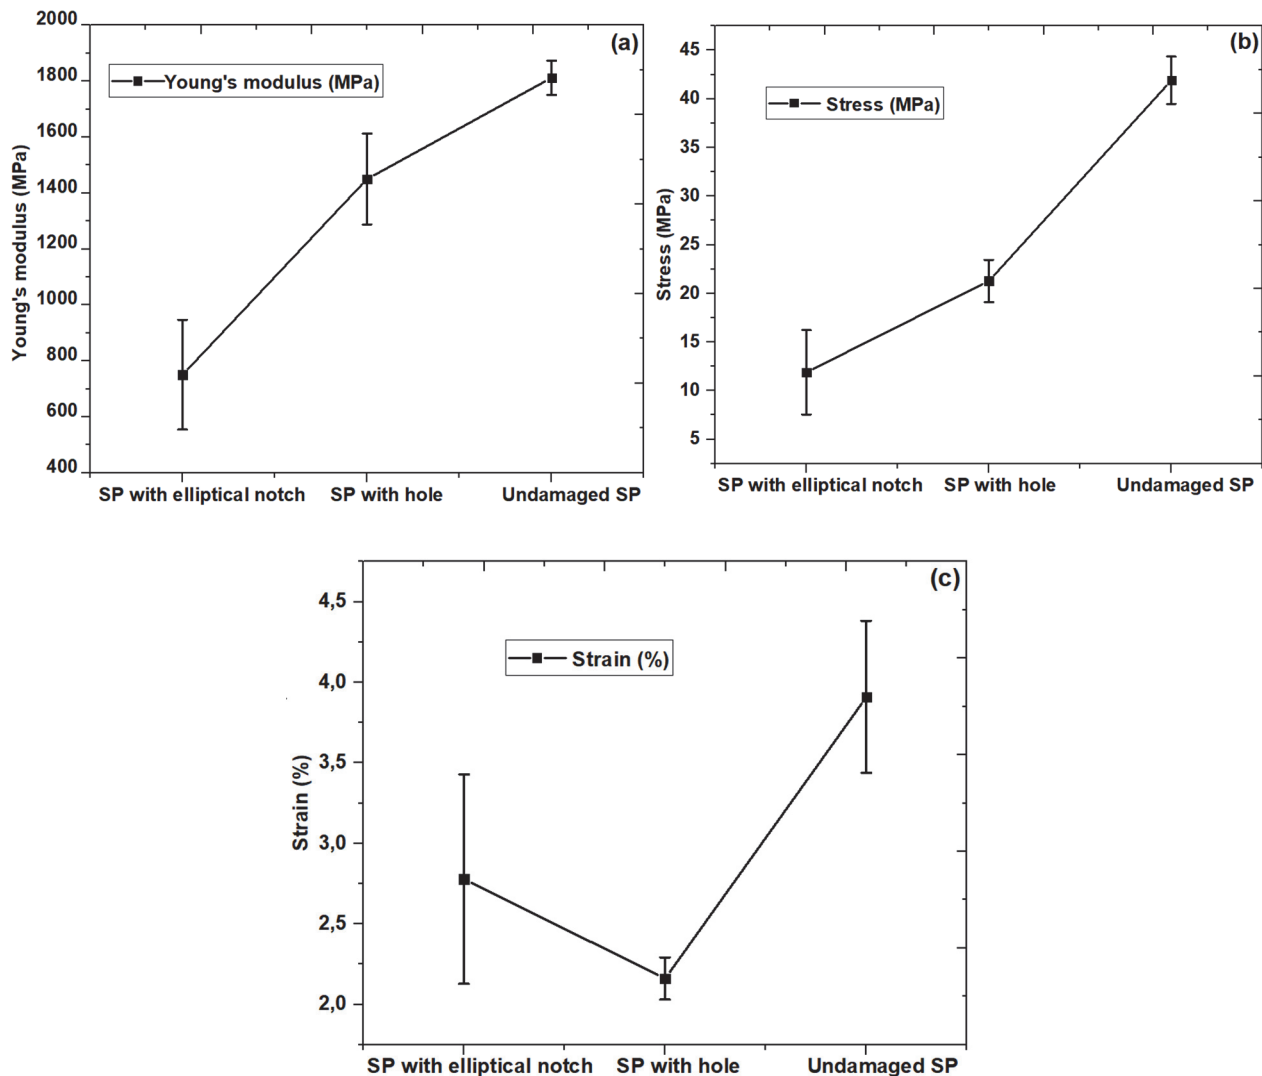 (a)
Young's modulus (MPa)
Young's modulus (MPa)
2000
1800
1600
1400
1200
1000
800
600
400
SP with elliptical notch
SP with hole
Undamaged SP
(b)
Stress (MPa)
Stress (MPa)
45
40
35
30
25
20
15
10
5
SP with elliptical notch
SP with hole
Undamaged SP
(c)
Strain (%)
Strain (%)
4,5
4,0
3,5
3,0
2,5
2,0
SP with elliptical notch
SP with hole
Undamaged SP